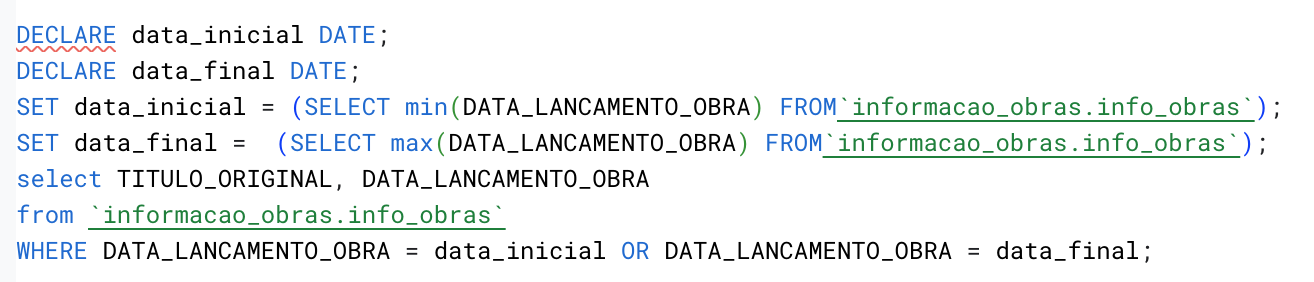 DECLARE data_inicial DATE;
DECLARE data_final DATE;
SET data_inicial = (SELECT min(DATA_LANCAMENTO_OBRA) FROM`informacao_obras.info_obras`);
SET data_final =  (SELECT max(DATA_LANCAMENTO_OBRA) FROM`informacao_obras.info_obras`);
select TITULO_ORIGINAL, DATA_LANCAMENTO_OBRA
from `informacao_obras.info_obras`
WHERE DATA_LANCAMENTO_OBRA = data_inicial OR DATA_LANCAMENTO_OBRA = data_final;